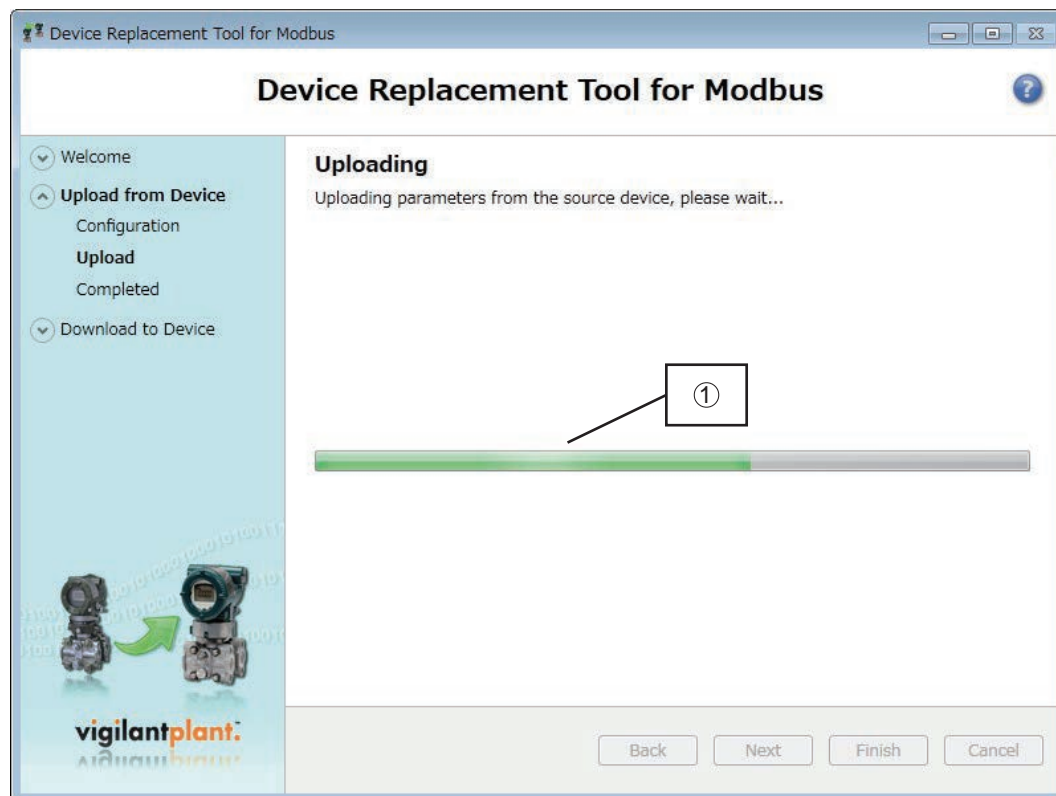 Device Replacement Tool for Modbus
Device Replacement Tool for Modbus
?
Welcome
Upload from Device
Configuration
Upload
Completed
Download to Device
Uploading
Uploading parameters from the source device, please wait...
①
vigilantplant.
Back
Next
Finish
Cancel